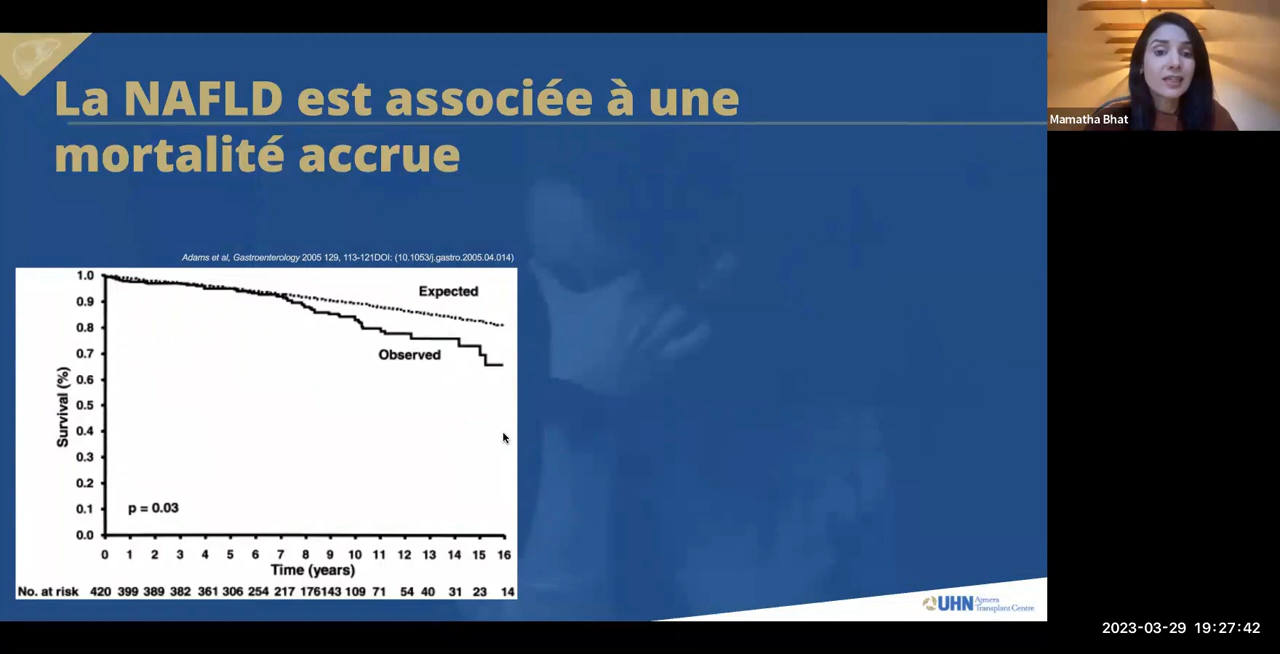 La NAFLD est associée à une
mortalité accrue
Mamatha Bhat
Adams et al, Gastroenterology 2005 129, 113-121DOI: (10.1053/j.gastro.2005.04.014)
1.0
0.9
0.8
0.7
0.6
0.5
0.4
0.3
0.2
0.1
0.0
Survival (%)
Expected
Observed
p = 0.03
0 1 2 3 4 5 6 7 8 9 10 11 12 13 14 15 16
Time (years)
No. at risk 420 399 389 382 361 306 254 217 176 143 109 71 54 40 31 23 14
UHN Ajmera
Transplant Centre
2023-03-29 19:27:42